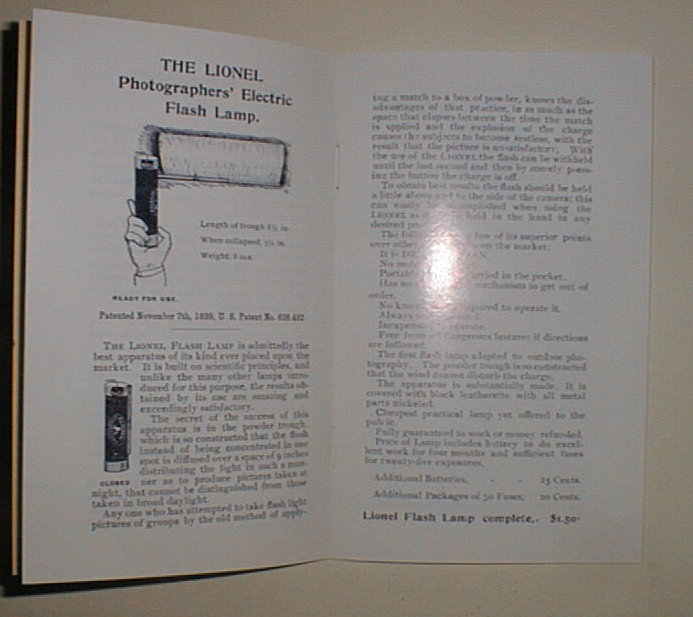 THE LIONEL
Photographers' Electric
Flash Lamp.
Length of trough in.
When collapsed, in.
Weight, 6 ozs.
READY FOR USE.
Patented November 7th, 1899, U. S. Patent No.
THE LIONEL FLASH LAMP is admittedly the
best apparatus of its kind ever placed upon the
market. It is built on scientific principles, and
unlike the many other lamps intro-
duced for this purpose, the results ob-
tained by its use are amazing and
exceedingly satisfactory.
The secret of the success of this
apparatus is in the powder trough,
which is so constructed that the flash
instead of being concentrated in one
spot is diffused over a space of 9 inches
distributing the light in such a man-
CLOSED
ner as to produce pictures taken at
night, that cannot be distinguished from those
taken in broad daylight.
Any one who has attempted to take flash light
pictures of groups by the old method of apply-
ing a match to a box of powder, knows the dis-
advantages of that practice, in as much as the
space that elapses between the time the match
is applied and the explosion of the charge
causes the subjects to become restless, with the
result that the picture is unsatisfactory. With
the use of the LIONEL the flash can be withheld
until the last second and then by merely press-
ing the button the charge is off.
To obtain best results the flash should be held
a little above and to the side of the camera; this
can easily be accomplished when using the
LIONEL as held in the hand in any
desired
The few of its superior points
over other on the market:
It is
No
Portable carried in the pocket.
Has no mechanism to get out of
order.
No required to operate it.
Always
Inexpensive
Free from dangerous features if directions
are followed.
The first flash lamp adapted to outdoor pho-
tography. The powder trough is so constructed
that the wind cannot disturb the charge.
The apparatus is substantially made. It is
covered with black leatherette with all metal
parts nickeled.
Cheapest practical lamp yet offered to the
public.
Fully guaranteed to work or money refunded.
Price of Lamp includes battery to do excel-
lent work for four months and sufficient fuses
for twenty-five exposures.
Additional Batteries, - - 25 Cents.
Additional Packages of 50 Fuses, 20 Cents.
Lionel Flash Lamp complete,- $1.50